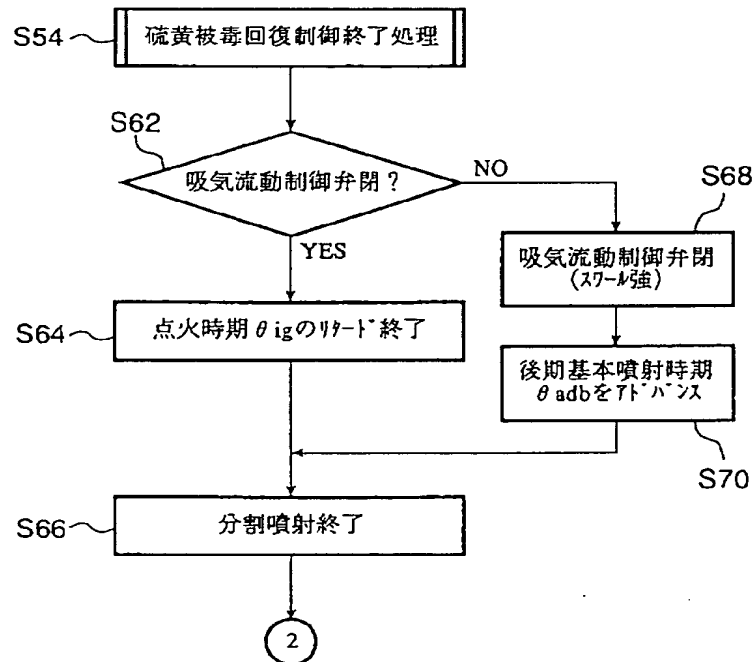 S54
硫黄被毒回復制御終了処理
S62
吸気流動制御弁閉？
NO
YES
S68
吸気流動制御弁閉
(スワール強)
S64
点火時期 θigのリタード終了
後期基本噴射時期
θadbをアドバンス
S70
S66
分割噴射終了
2